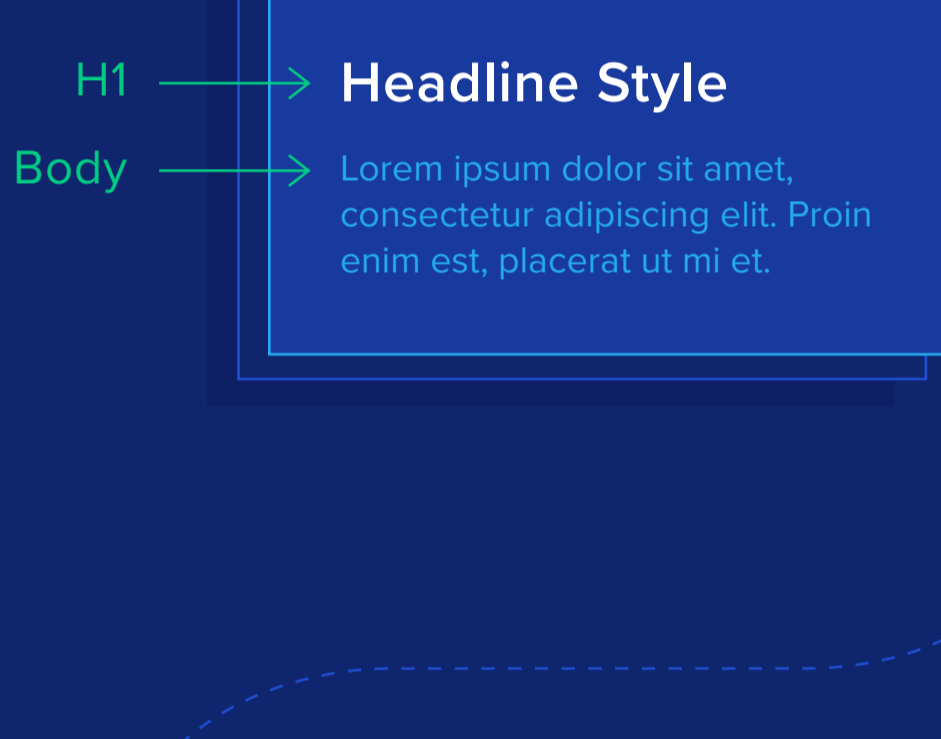 H1
Headline Style
Body
Lorem ipsum dolor sit amet,
consectetur adipiscing elit. Proin
enim est, placerat ut mi et.